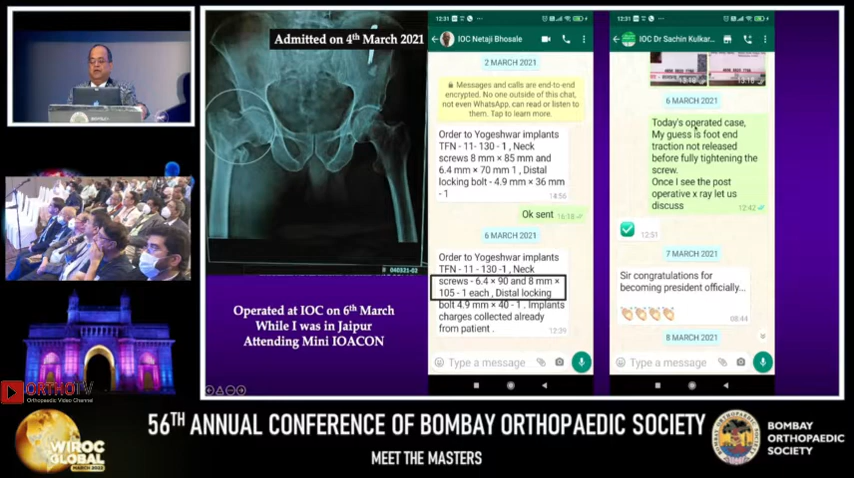 Admitted on 4th March 2021
B 040321-02
Operated at IOC on 6th March
While I was in Jaipur
Attending Mini IOACON
12:31
IOC Netaji Bhosale
2 MARCH 2021
Messages and calls are end-to-end
encrypted. No one outside of this chat,
not even WhatsApp, can read or listen to
them. Tap to learn more.
Order to Yogeshwar implants
TFN - 11- 130 - 1 , Neck
screws 8 mm × 85 mm and
6.4 mm × 70 mm 1 , Distal
locking bolt - 4.9 mm × 36 mm
- 1
14:56
Ok sent 16:18
6 MARCH 2021
Order to Yogeshwar implants
TFN - 11 - 130 -1 , Neck
screws - 6.4 × 90 and 8 mm ×
105 - 1 each , Distal locking
bolt 4.9 mm × 40 - 1 . Implants
charges collected already
from patient .
12:39
Type a message
12:31
IOC Dr Sachin Kulkar...
13:16
13:16
6 MARCH 2021
Today's operated case,
My guess is foot end
traction not released
before fully tightening the
screw.
Once I see the post
operative x ray let us
discuss
12:42
12:51
7 MARCH 2021
Sir congratulations for
becoming president officially...
08:44
8 MARCH 2021
Type a message
ORTHOTV
Orthopaedic Video Channel
56TH ANNUAL CONFERENCE OF BOMBAY ORTHOPAEDIC SOCIETY
MEET THE MASTERS
WIROC
GLOBAL
MARCH 2022
BOMBAY
ORTHOPAEDIC
SOCIETY